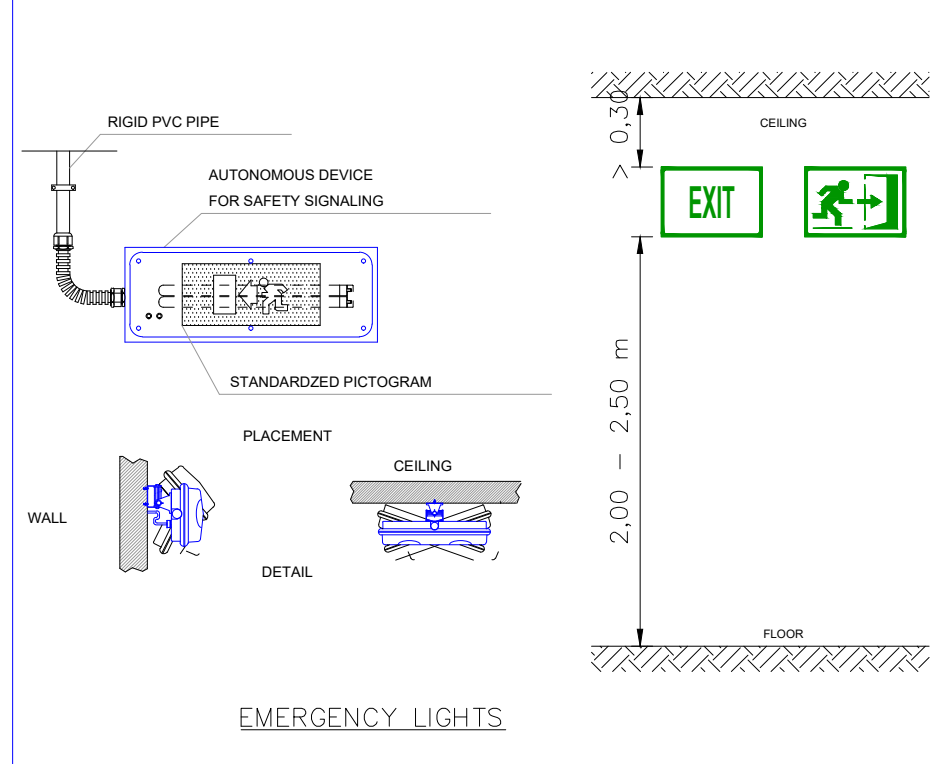 RIGID PVC PIPE
AUTONOMOUS DEVICE
FOR SAFETY SIGNALING
STANDARDZED PICTOGRAM
PLACEMENT
CEILING
WALL
DETAIL
EMERGENCY LIGHTS
> 0,30
CEILING
EXIT
2,00 - 2,50 m
FLOOR